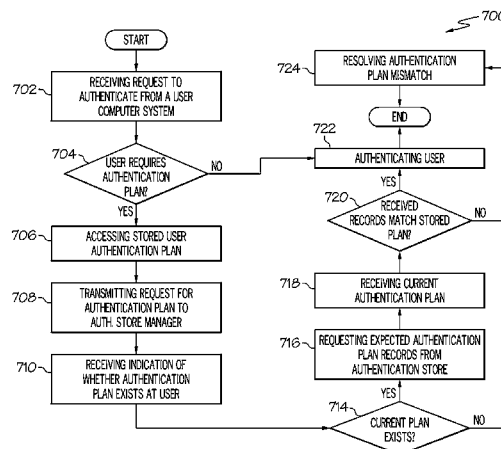 700
START
702
RECEIVING REQUEST TO
AUTHENTICATE FROM A USER
COMPUTER SYSTEM
704
USER REQUIRES
AUTHENTICATION
PLAN?
NO
YES
706
ACCESSING STORED USER
AUTHENTICATION PLAN
708
TRANSMITTING REQUEST FOR
AUTHENTICATION PLAN TO
AUTH. STORE MANAGER
710
RECEIVING INDICATION OF
WHETHER AUTHENTICATION
PLAN EXISTS AT USER
714
CURRENT PLAN
EXISTS?
NO
YES
716
REQUESTING EXPECTED AUTHENTICATION
PLAN RECORDS FROM
AUTHENTICATION STORE
718
RECEIVING CURRENT
AUTHENTICATION PLAN
720
RECEIVED
RECORDS MATCH STORED
PLAN?
NO
YES
722
AUTHENTICATING USER
END
724
RESOLVING AUTHENTICATION
PLAN MISMATCH